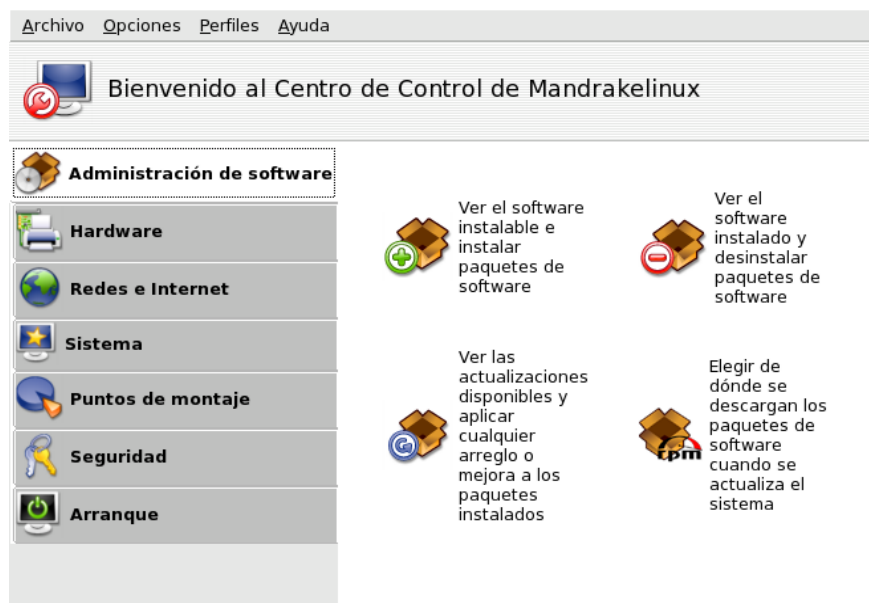 Archivo Opciones Perfiles Ayuda
Bienvenido al Centro de Control de Mandrakelinux
Administración de software
Hardware
Redes e Internet
Sistema
Puntos de montaje
Seguridad
Arranque
Ver el software
instalable e
instalar
paquetes de
software
Ver el
software
instalado y
desinstalar
paquetes de
software
Ver las
actualizaciones
disponibles y
aplicar
cualquier
arreglo o
mejora a los
paquetes
instalados
rpm
Elegir de
dónde se
descargan los
paquetes de
software
cuando se
actualiza el
sistema